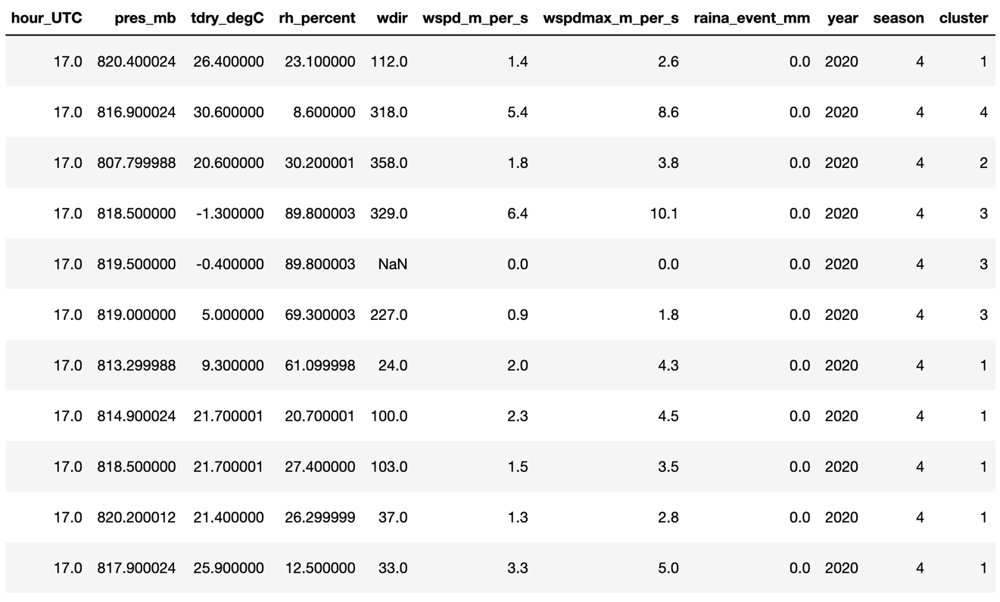 hour_UTC pres_mb tdry_degC rh_percent wdir wspd_m_per_s wspdmax_m_per_s raina_event_mm year season cluster
17.0 820.400024 26.400000 23.100000 112.0 1.4 2.6 0.0 2020 4 1
17.0 816.900024 30.600000 8.600000 318.0 5.4 8.6 0.0 2020 4 4
17.0 807.799988 20.600000 30.200001 358.0 1.8 3.8 0.0 2020 4 2
17.0 818.500000 -1.300000 89.800003 329.0 6.4 10.1 0.0 2020 4 3
17.0 819.500000 -0.400000 89.800003 NaN 0.0 0.0 0.0 2020 4 3
17.0 819.000000 5.000000 69.300003 227.0 0.9 1.8 0.0 2020 4 3
17.0 813.299988 9.300000 61.099998 24.0 2.0 4.3 0.0 2020 4 1
17.0 814.900024 21.700001 20.700001 100.0 2.3 4.5 0.0 2020 4 1
17.0 818.500000 21.700001 27.400000 103.0 1.5 3.5 0.0 2020 4 1
17.0 820.200012 21.400000 26.299999 37.0 1.3 2.8 0.0 2020 4 1
17.0 817.900024 25.900000 12.500000 33.0 3.3 5.0 0.0 2020 4 1